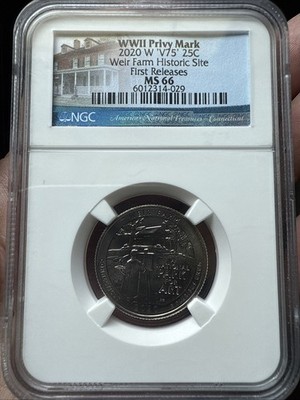 WWII Privy Mark
2020 W 'V75' 25C
Weir Farm Historic Site
First Releases
MS 66
6012314-029
NGC
America's National Treasures - Connecticut